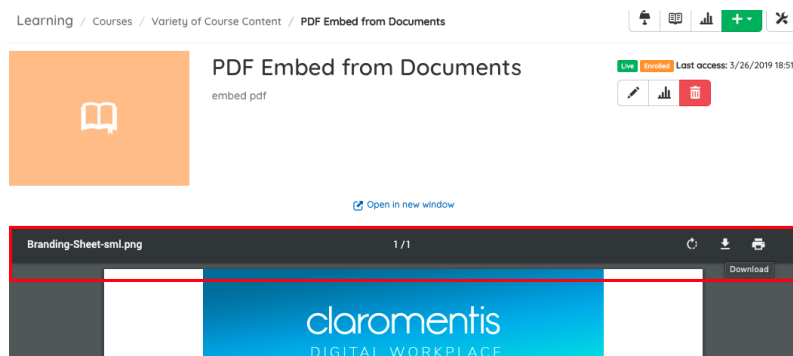 Learning / Courses / Variety of Course Content / PDF Embed from Documents
PDF Embed from Documents
Live Enrolled Last access: 3/26/2019 18:51
embed pdf
Open in new window
Branding-Sheet-sml.png 1 / 1
Download
claromentis
DIGITAL WORKPLACE